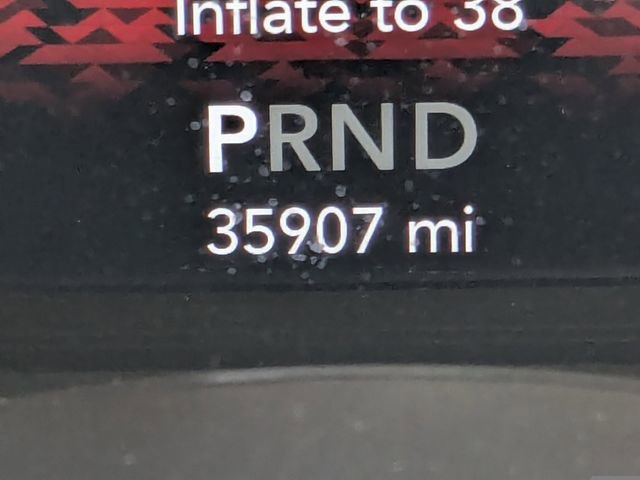 Inflate to 38
PRND
35907 mi